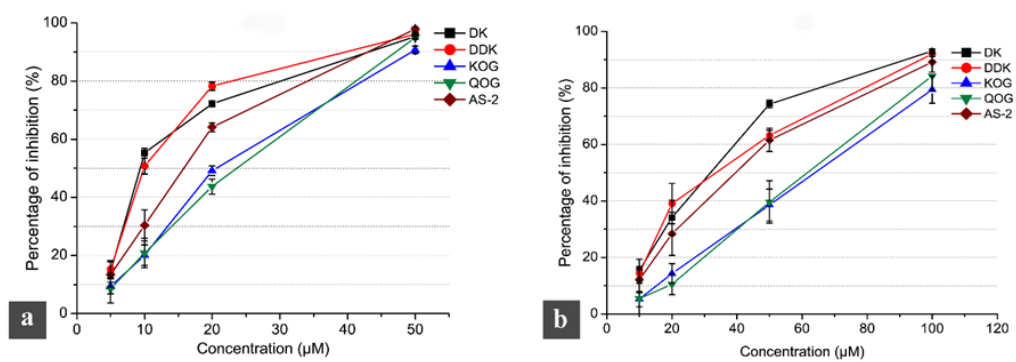 100
80
60
40
20
0
Percentage of inhibition (%)
0
10
20
30
40
50
Concentration (µM)
DK
DDK
KOG
QOG
AS-2
a
100
80
60
40
20
0
Percentage of inhibition (%)
20
40
60
80
100
120
Concentration (µM)
DK
DDK
KOG
QOG
AS-2
b